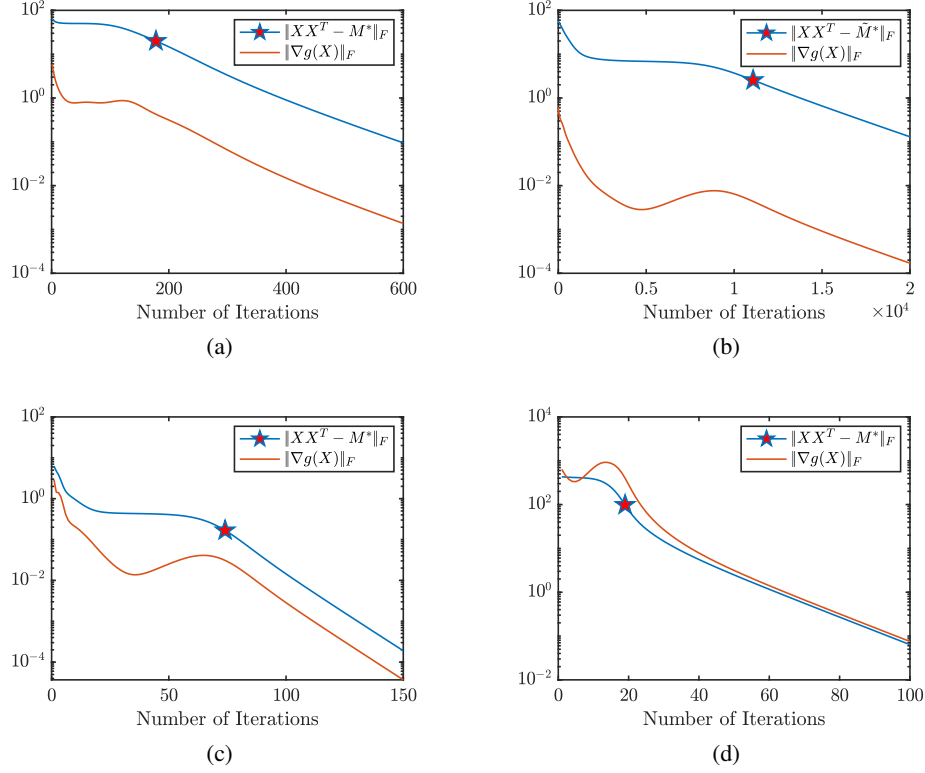 10^2
10^0
10^-2
10^-4
‖XX^T − M*‖_F
‖∇g(X)‖_F
0 200 400 600
Number of Iterations
(a)
10^2
10^0
10^-2
10^-4
‖XX^T − M̃*‖_F
‖∇g(X)‖_F
0 0.5 1 1.5 2
Number of Iterations ×10^4
(b)
10^2
10^0
10^-2
10^-4
‖XX^T − M*‖_F
‖∇g(X)‖_F
0 50 100 150
Number of Iterations
(c)
10^4
10^2
10^0
10^-2
‖XX^T − M*‖_F
‖∇g(X)‖_F
0 20 40 60 80 100
Number of Iterations
(d)